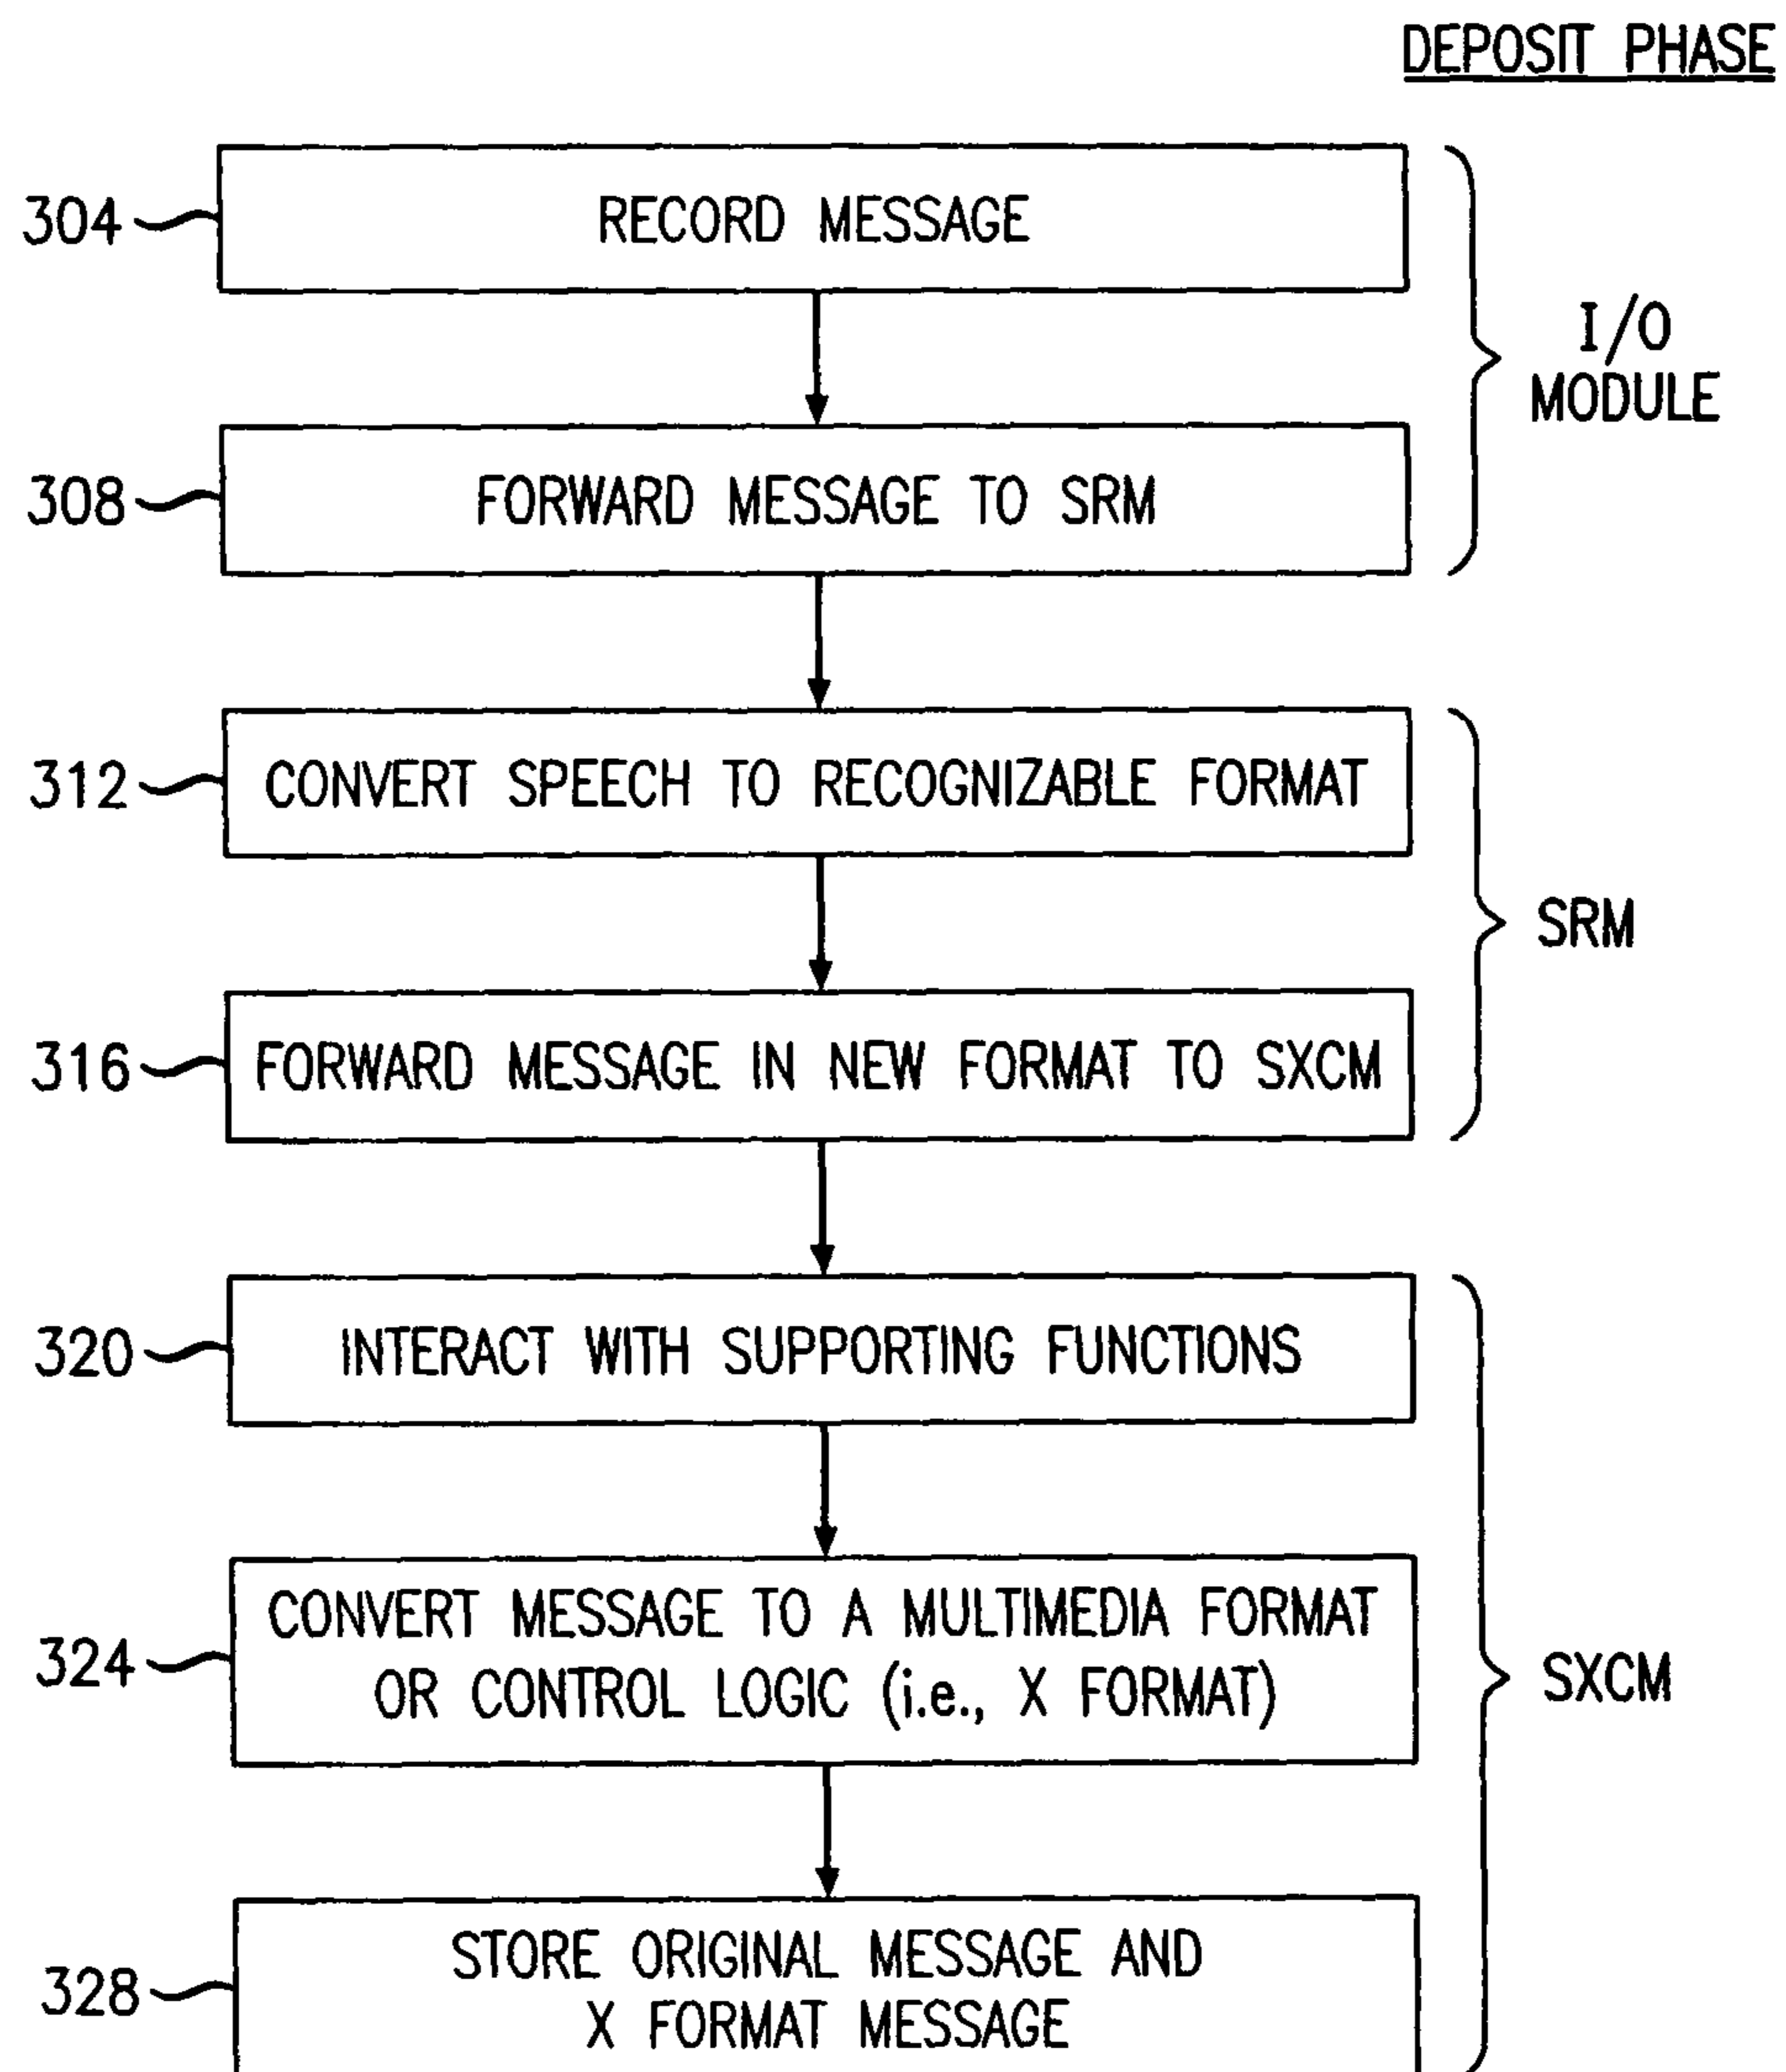 DEPOSIT PHASE
304
RECORD MESSAGE
I/O
MODULE
308
FORWARD MESSAGE TO SRM
312
CONVERT SPEECH TO RECOGNIZABLE FORMAT
SRM
316
FORWARD MESSAGE IN NEW FORMAT TO SXCM
320
INTERACT WITH SUPPORTING FUNCTIONS
324
CONVERT MESSAGE TO A MULTIMEDIA FORMAT
OR CONTROL LOGIC (i.e., X FORMAT)
SXCM
328
STORE ORIGINAL MESSAGE AND
X FORMAT MESSAGE